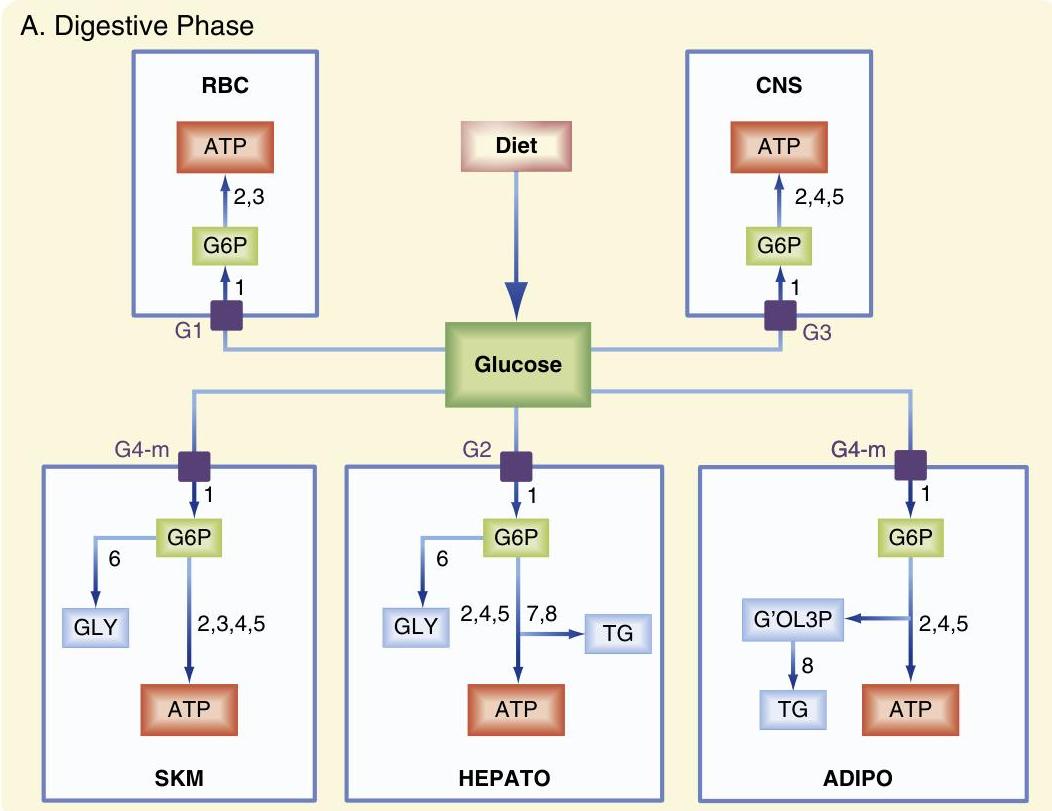 A. Digestive Phase
RBC
ATP
2,3
G6P
1
G1
Diet
Glucose
CNS
ATP
2,4,5
G6P
1
G3
G4-m
1
G6P
6
GLY
2,3,4,5
ATP
SKM
G2
1
G6P
6
GLY
2,4,5
7,8
TG
ATP
HEPATO
G4-m
1
G6P
G'OL3P
2,4,5
8
TG
ATP
ADIPO